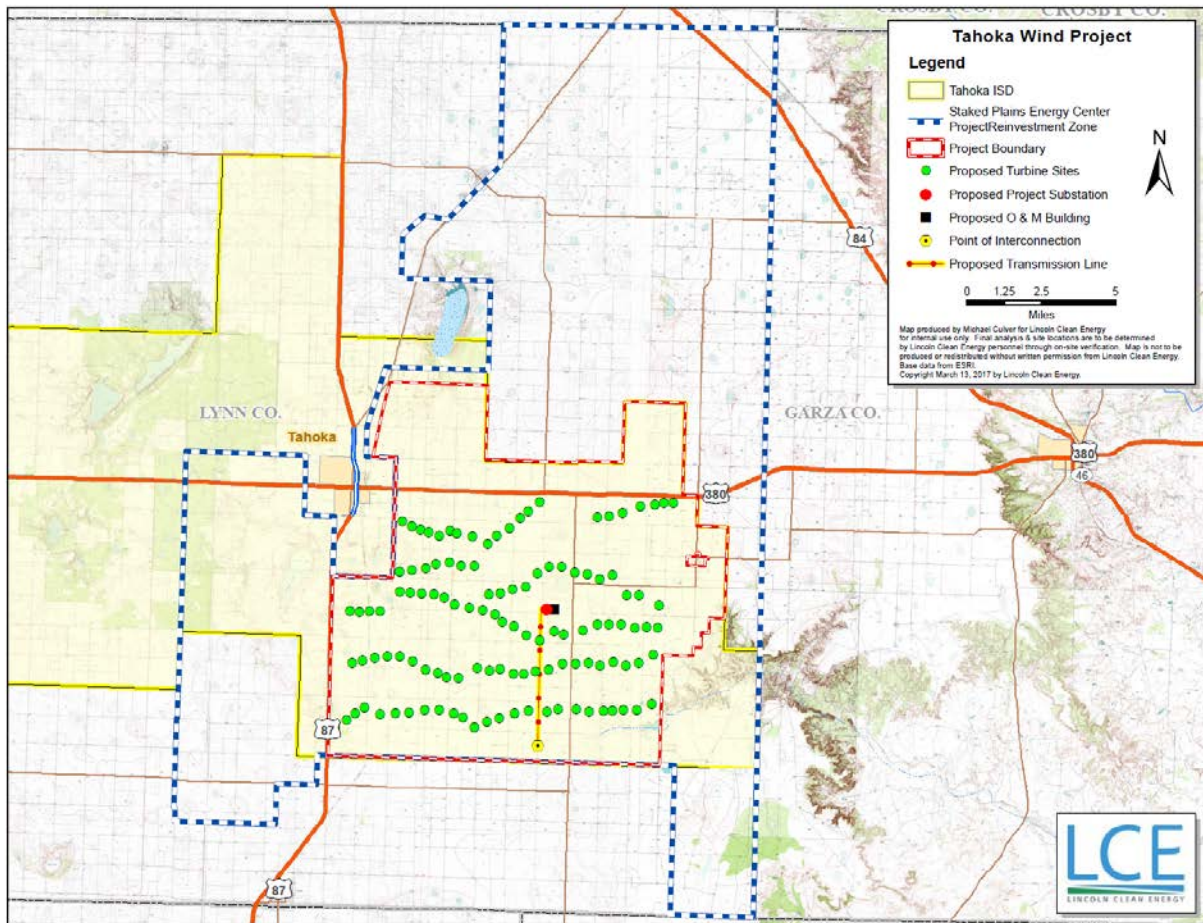 CROSBY CO.
CROSBY CO.
Tahoka Wind Project
Legend
Tahoka ISD
Staked Plains Energy Center
ProjectReinvestment Zone
Project Boundary
Proposed Turbine Sites
Proposed Project Substation
Proposed O & M Building
Point of Interconnection
Proposed Transmission Line
N
0 1.25 2.5 5
Miles
Map produced by Michael Culver for Lincoln Clean Energy
for internal use only. Final analysis & site locations are to be determined
by Lincoln Clean Energy personnel through on-site verification. Map is not to be
produced or redistributed without written permission from Lincoln Clean Energy.
Base data from ESRI.
Copyright March 13, 2017 by Lincoln Clean Energy.
84
LYNN CO.
GARZA CO.
Tahoka
380
46
380
87
87
LCE
LINCOLN CLEAN ENERGY